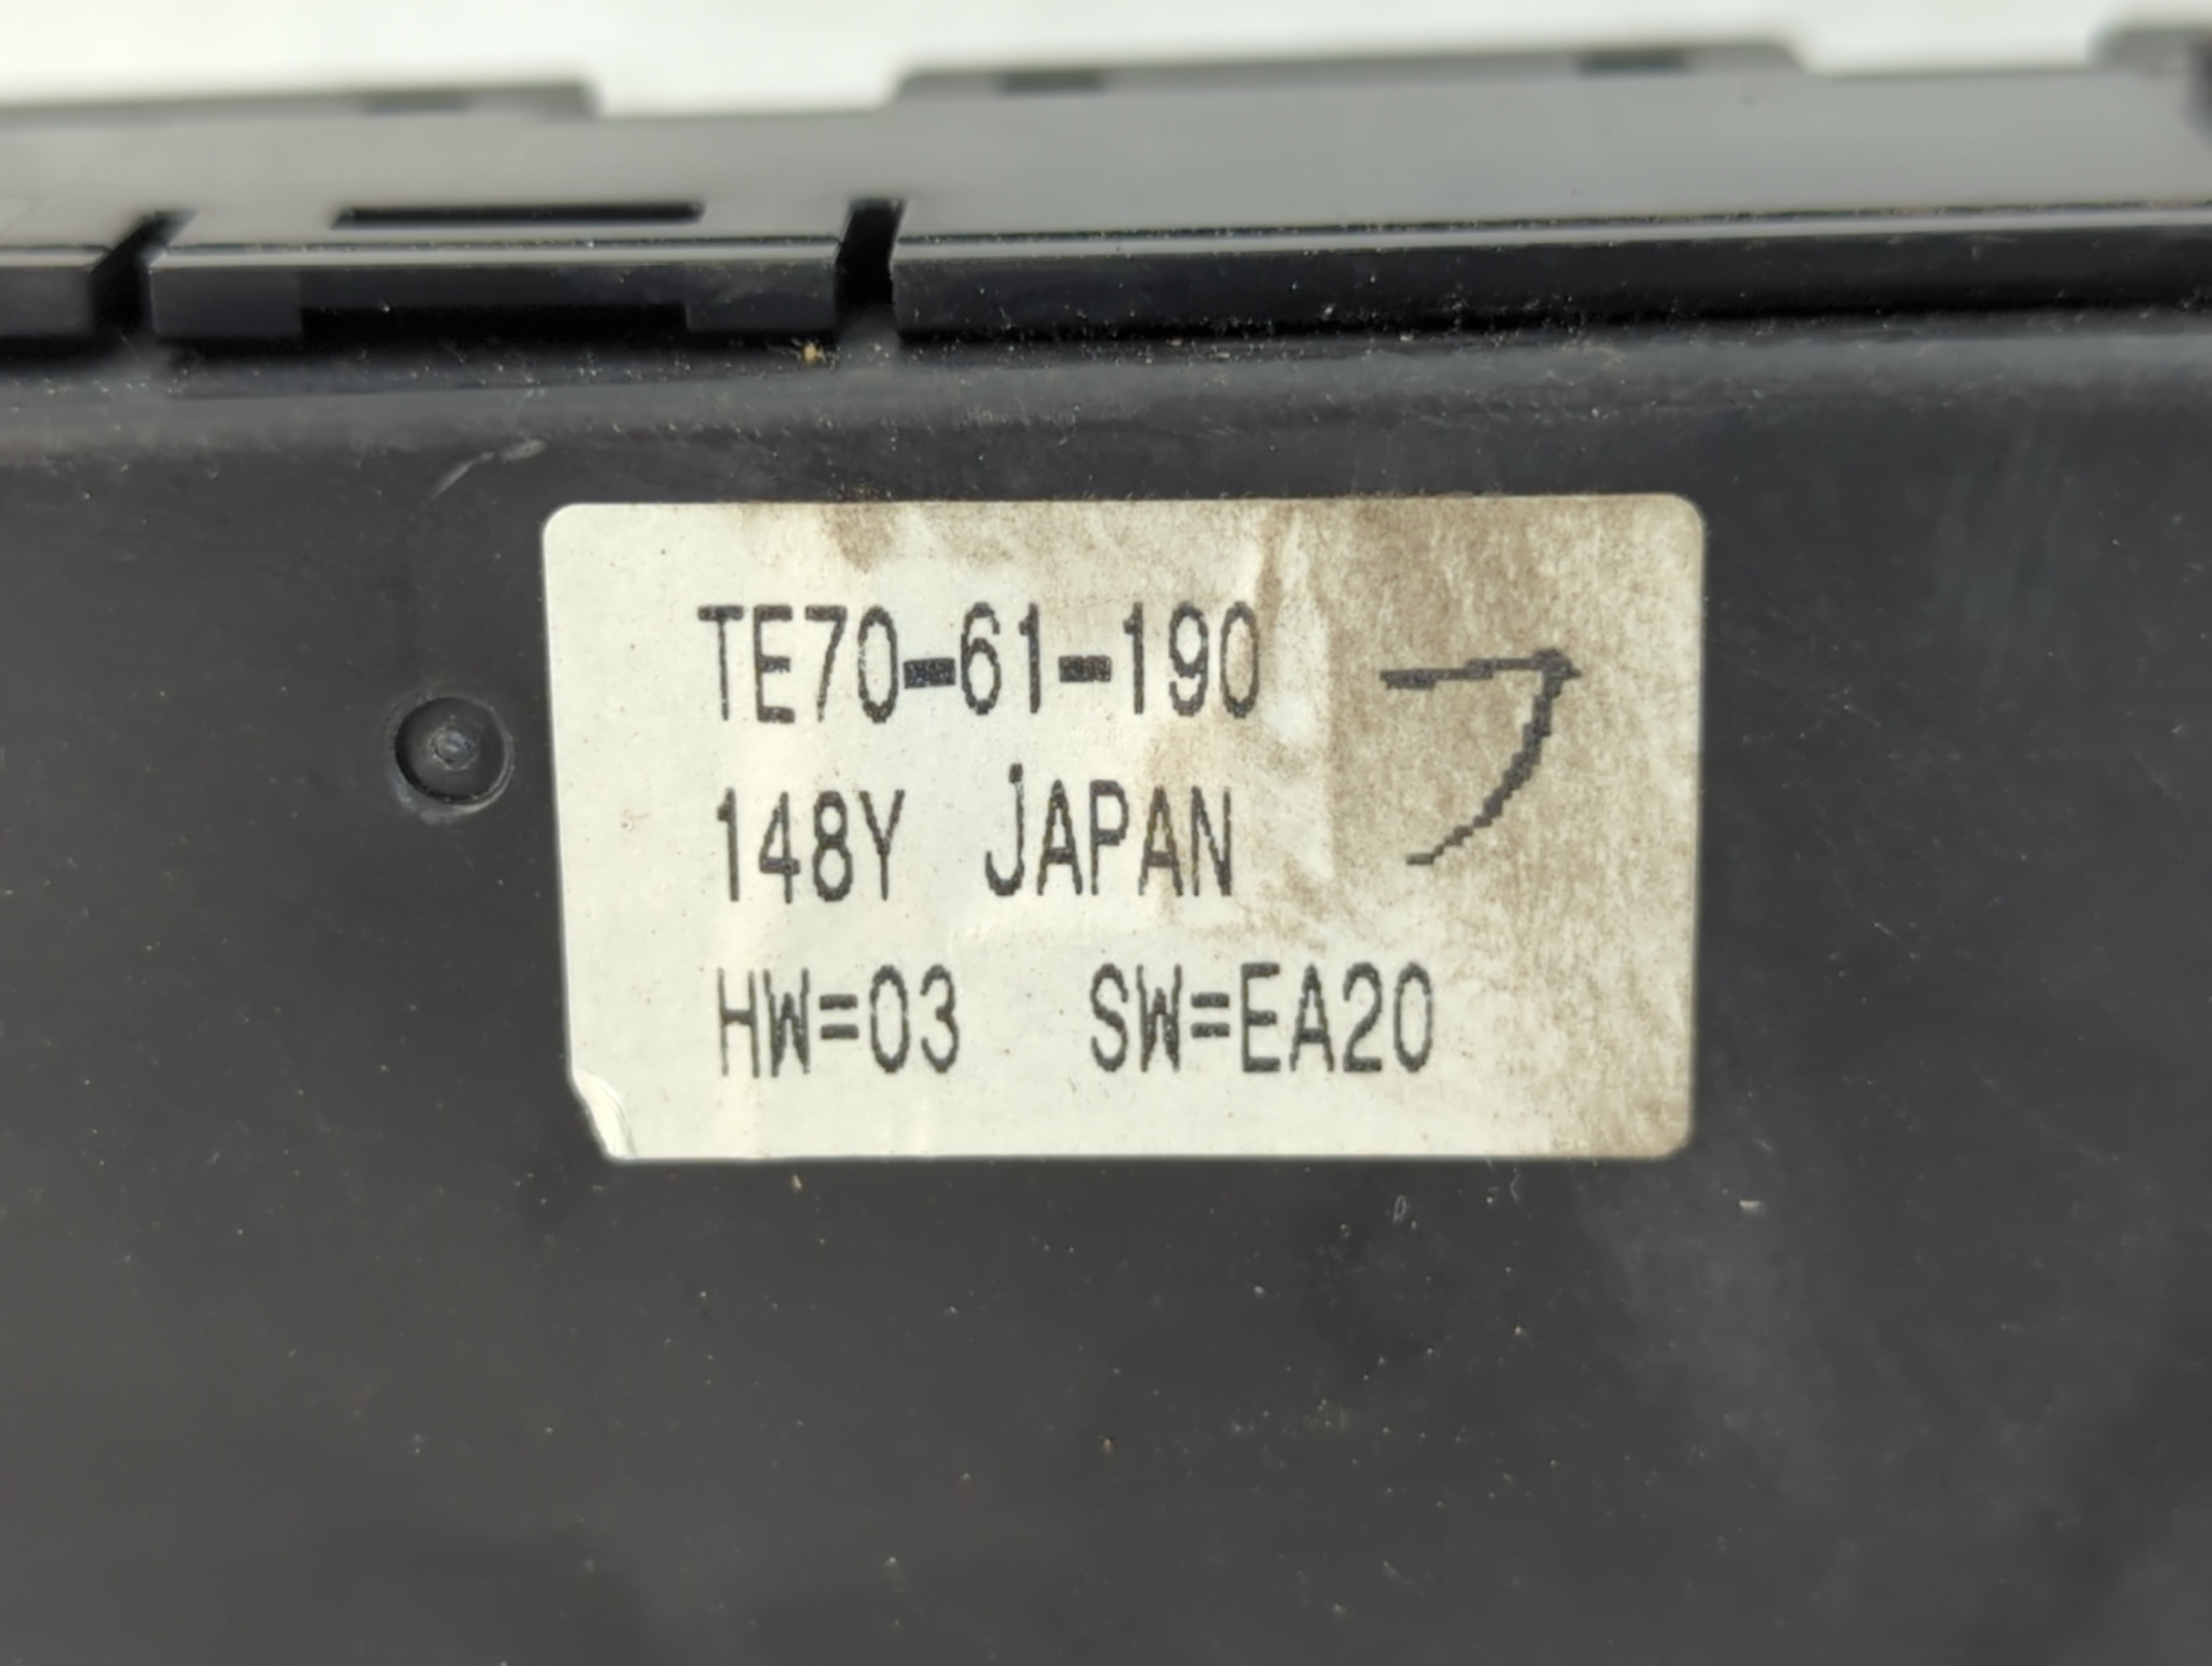 TE70-61-190 フ
148Y JAPAN
HW=03 SW=EA20